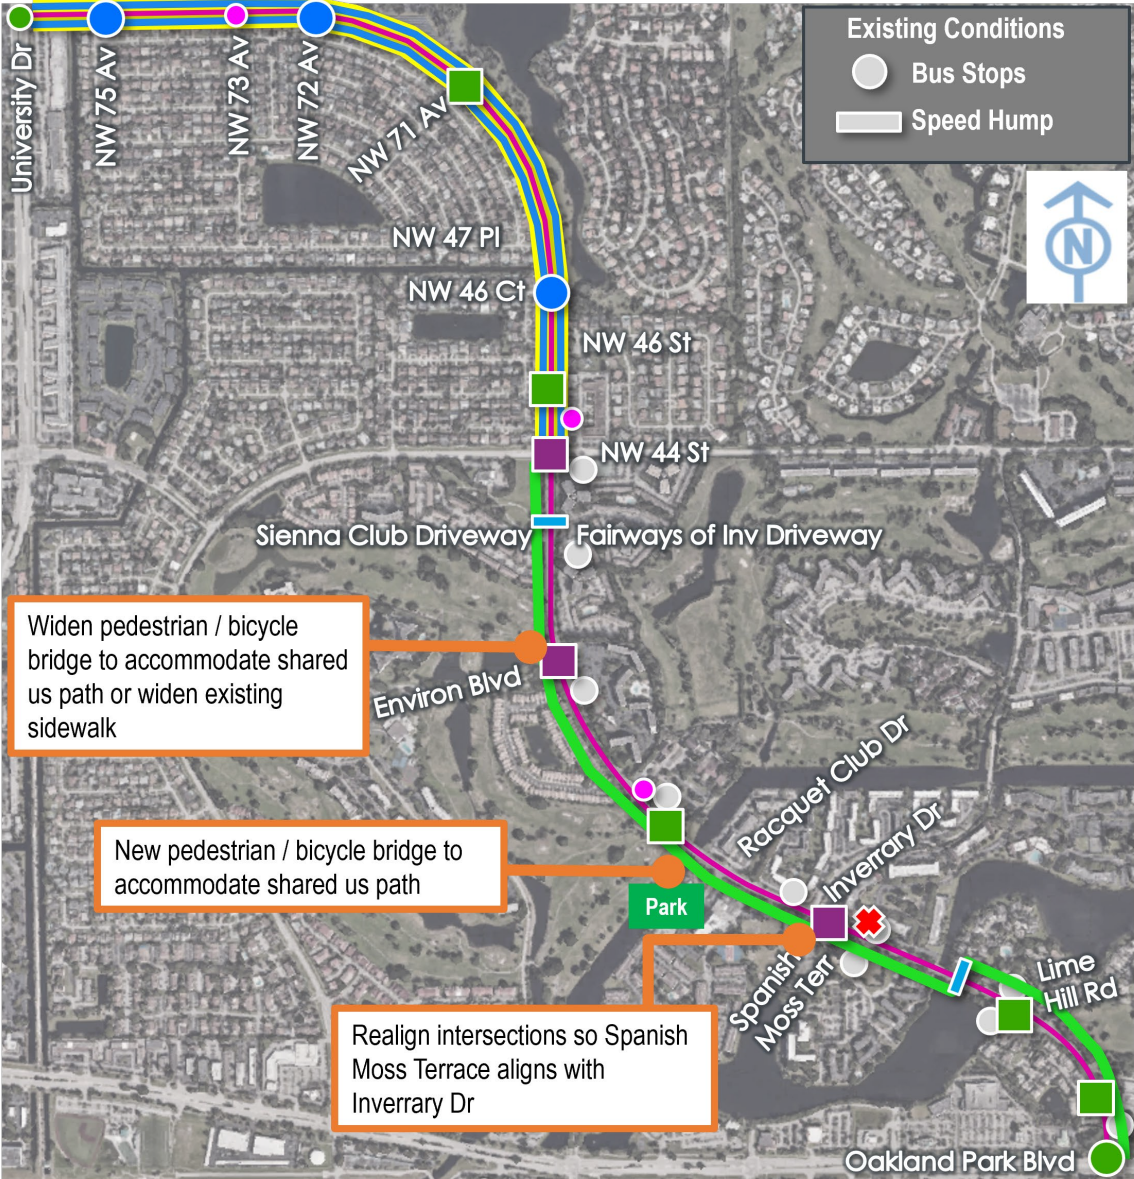 Existing Conditions
Bus Stops
Speed Hump
N
University Dr
NW 75 Av
NW 73 Av
NW 72 Av
NW 71 Av
NW 47 Pl
NW 46 Ct
NW 46 St
NW 44 St
Sienna Club Driveway
Fairways of Inv Driveway
Widen pedestrian / bicycle
bridge to accommodate shared
us path or widen existing
sidewalk
Environ Blvd
Racquet Club Dr
Inverrary Dr
New pedestrian / bicycle bridge to
accommodate shared us path
Park
Spanish
Moss Terr
Lime
Hill Rd
Realign intersections so Spanish
Moss Terrace aligns with
Inverrary Dr
Oakland Park Blvd